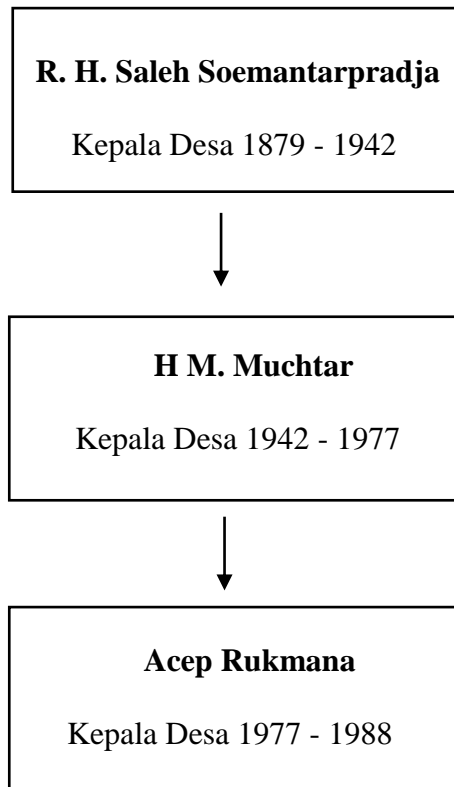 R. H. Saleh Soemantarpradja
Kepala Desa 1879 - 1942
H M. Muchtar
Kepala Desa 1942 - 1977
Acep Rukmana
Kepala Desa 1977 - 1988